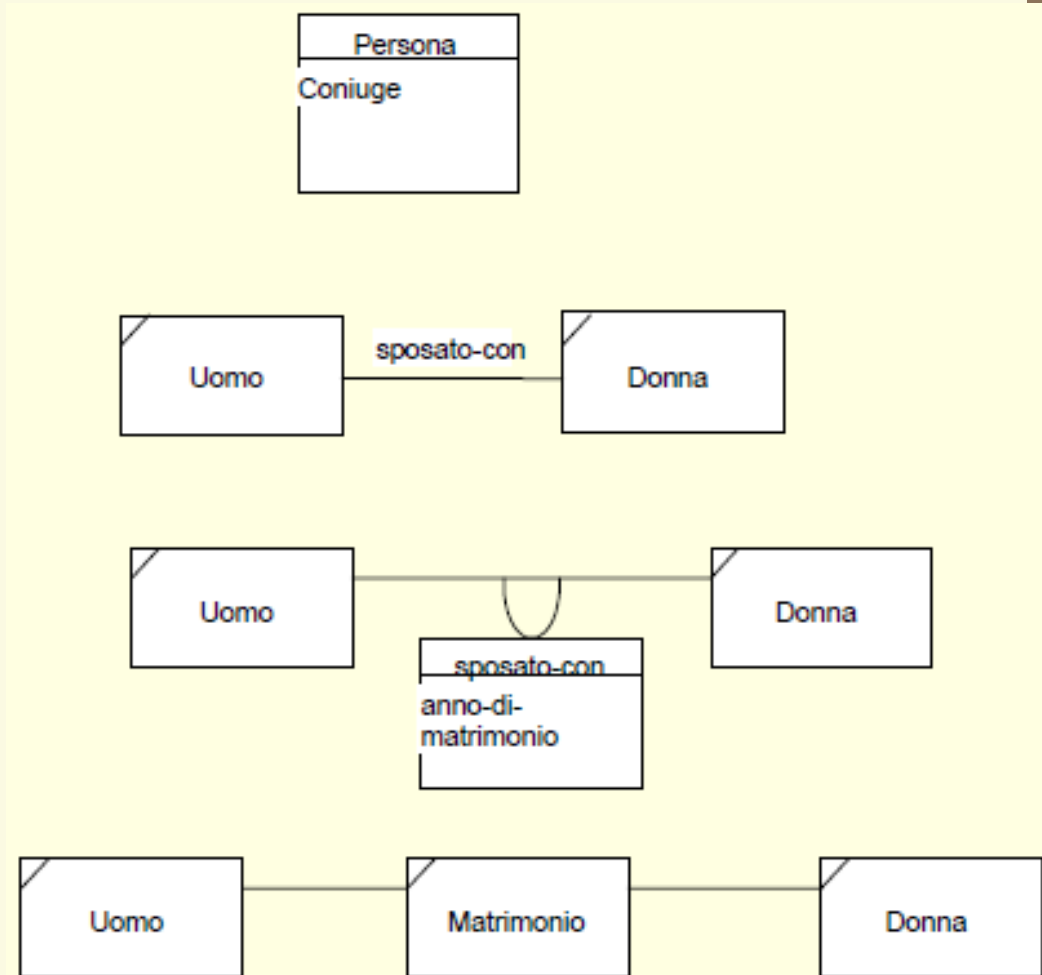 Persona
Coniuge
sposato-con
Uomo
Donna
Uomo
Donna
sposato-con
anno-di-
matrimonio
Uomo
Matrimonio
Donna